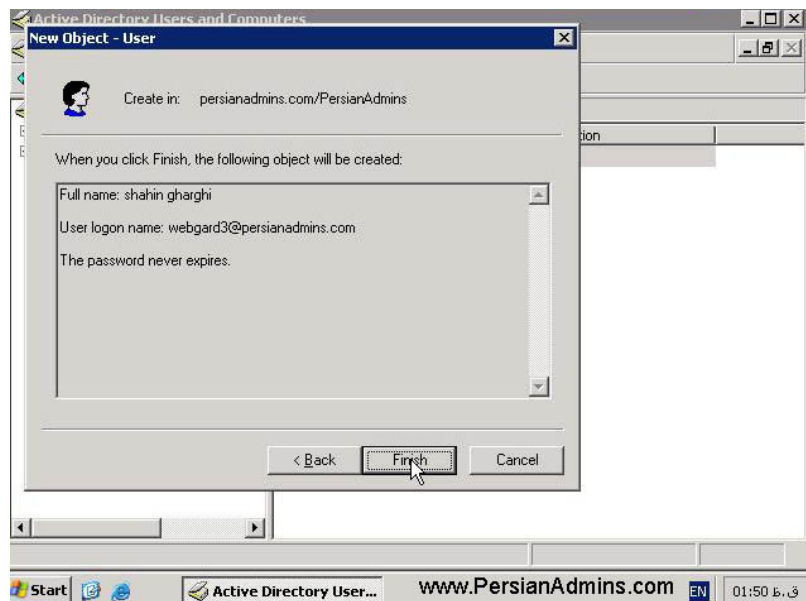 Active Directory Users and Computers
New Object - User
Create in: persianadmins.com/PersianAdmins
tion
When you click Finish, the following object will be created:
Full name: shahin gharghi
User logon name: webgard3@persianadmins.com
The password never expires.
< Back Finish Cancel
Start Active Directory User... www.PersianAdmins.com EN 01:50 ق.ظ